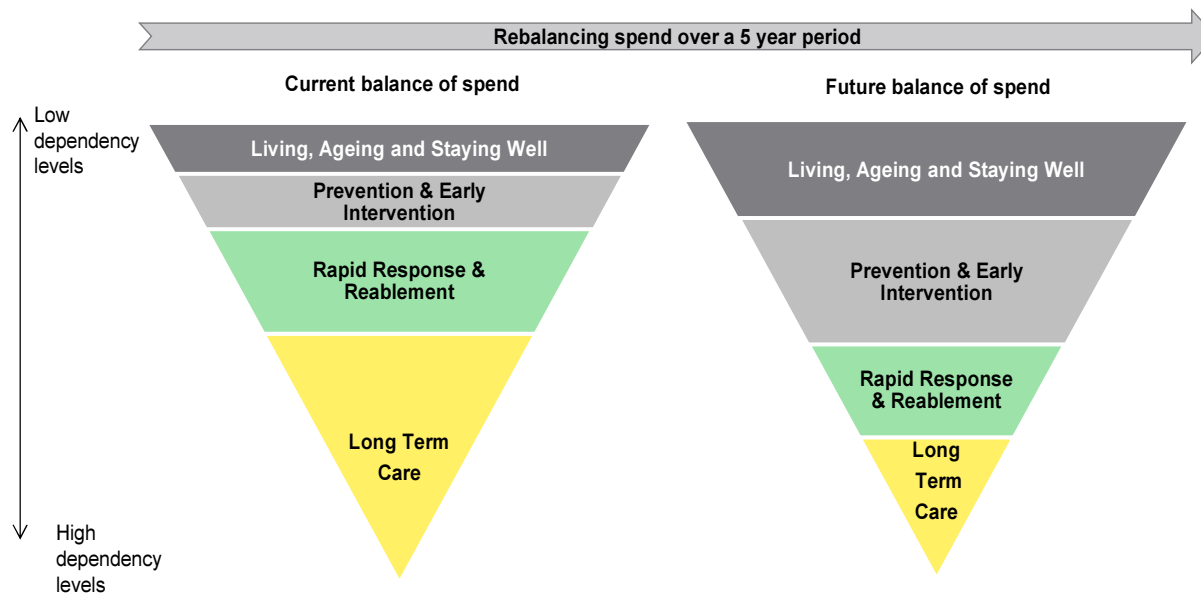 Rebalancing spend over a 5 year period
Current balance of spend
Future balance of spend
Low
dependency
levels
Living, Ageing and Staying Well
Prevention & Early
Intervention
Rapid Response &
Reablement
Long Term
Care
Living, Ageing and Staying Well
Prevention & Early
Intervention
Rapid Response
& Reablement
Long
Term
Care
High
dependency
levels